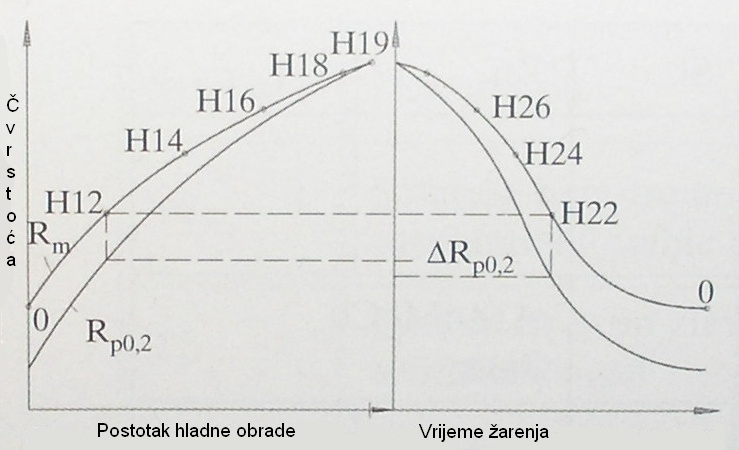 Čvrstoća
H19
H18
H16
H14
H12
Rm
0
Rp0,2
H26
H24
H22
ΔRp0,2
0
Postotak hladne obrade
Vrijeme žarenja